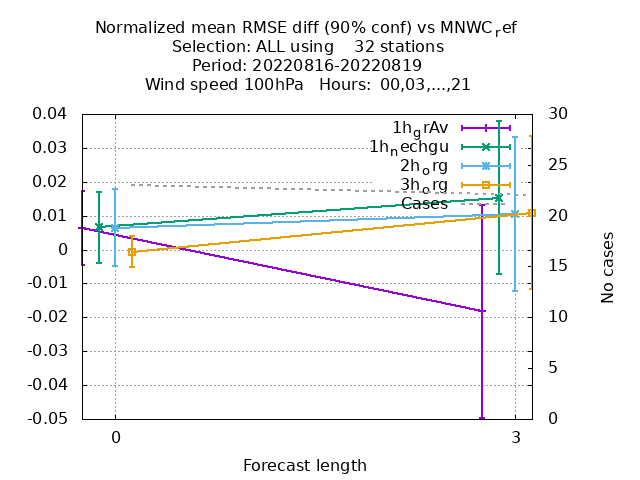 Normalized mean RMSE diff (90% conf) vs MNWC_ref
Selection: ALL using    32 stations
Period: 20220816-20220819
Wind speed 100hPa   Hours: 00,03,...,21
0.04
0.03
0.02
0.01
0
-0.01
-0.02
-0.03
-0.04
-0.05
30
25
20
15
10
5
0
1h_grAv
1h_nechgu
2h_org
3h_org
Cases
No cases
0
3
Forecast length